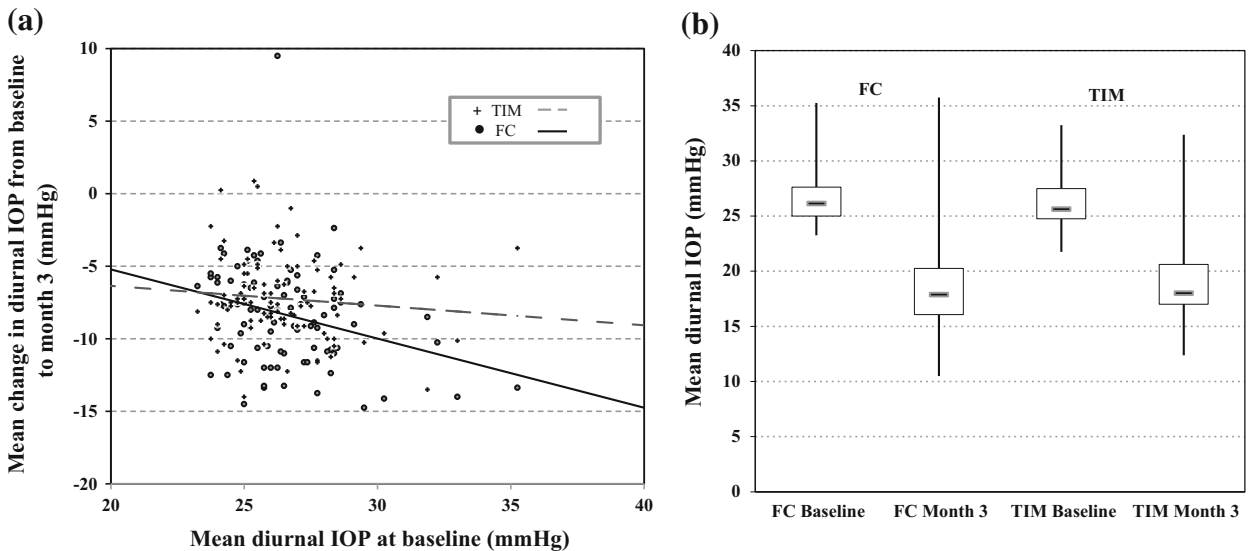 (a)
Mean change in diurnal IOP from baseline
to month 3 (mmHg)
10
5
0
-5
-10
-15
-20
TIM
FC
20
25
30
35
40
Mean diurnal IOP at baseline (mmHg)
(b)
Mean diurnal IOP (mmHg)
40
35
30
25
20
15
10
5
0
FC
TIM
FC Baseline
FC Month 3
TIM Baseline
TIM Month 3